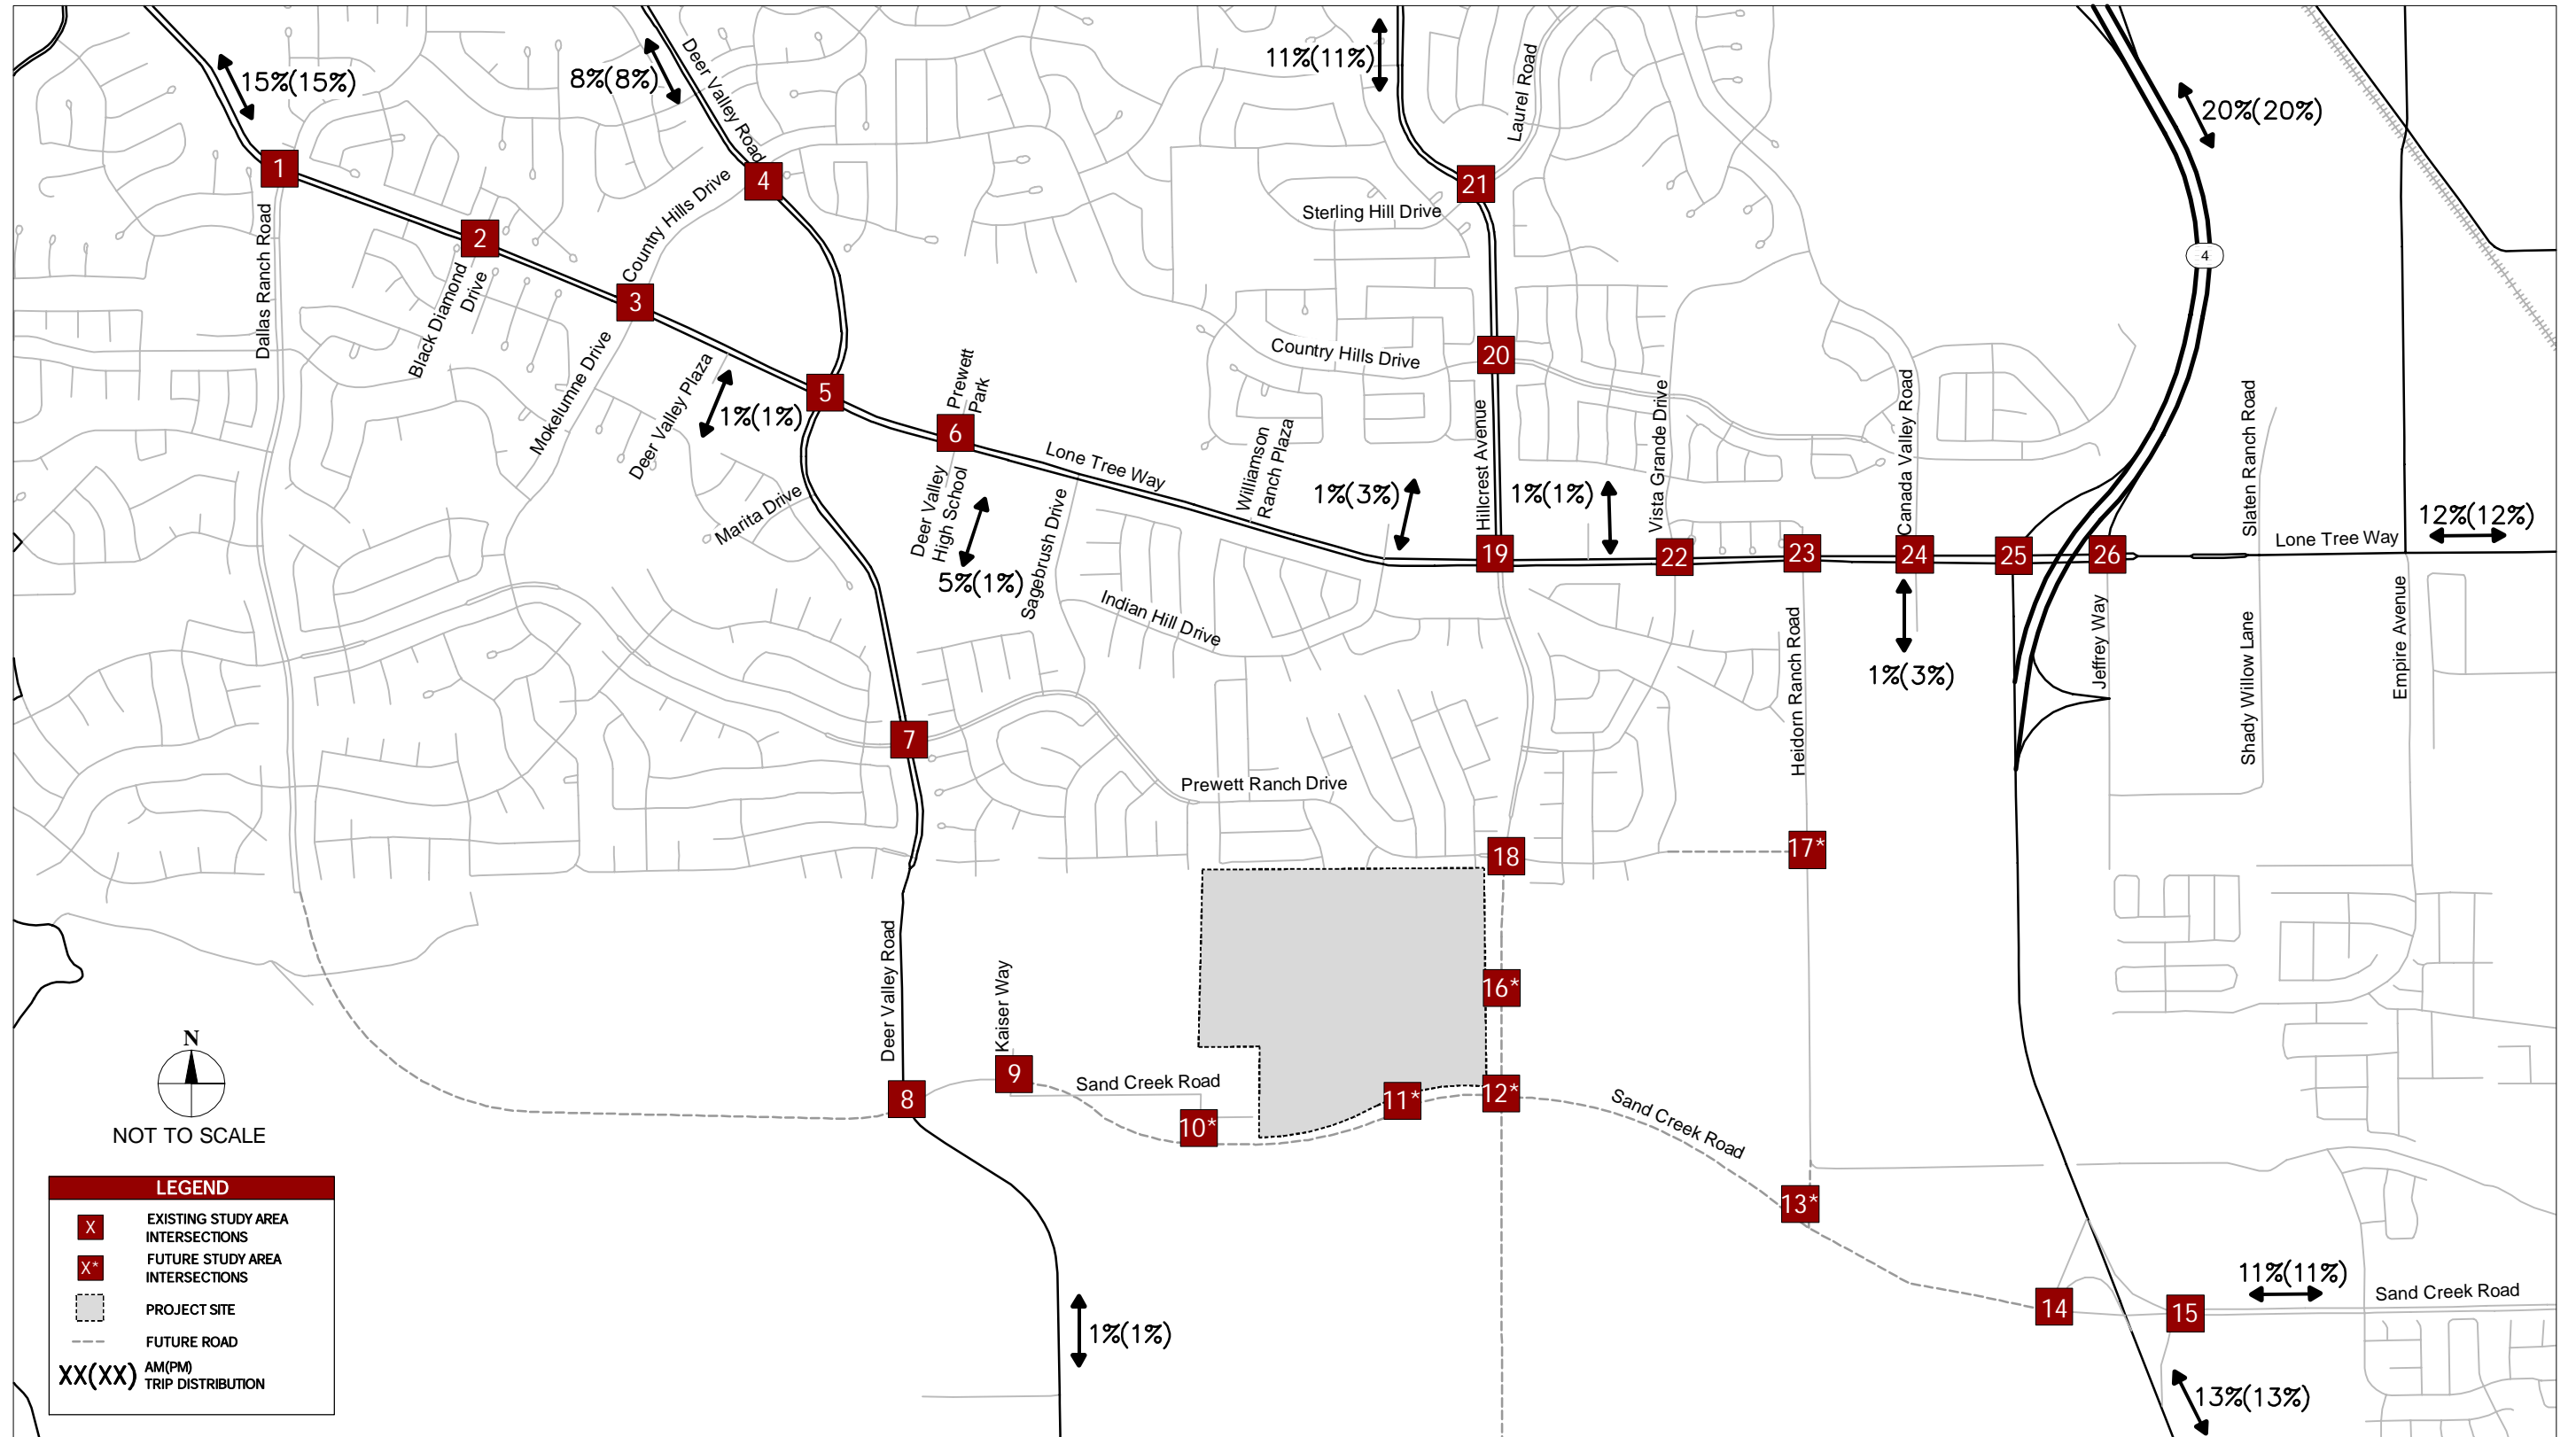 15%(15%)
8%(8%)
Deer Valley Road
11%(11%)
Laurel Road
20%(20%)
1
4
21
Dallas Ranch Road
2
Country Hills Drive
Sterling Hill Drive
4
Black Diamond
Drive
3
Mokelumne Drive
Deer Valley Plaza
1%(1%)
5
Prewett
Park
6
Country Hills Drive
20
Lone Tree Way
Williamson
Ranch Plaza
Hillcrest Avenue
Vista Grande Drive
Canada Valley Road
Slaten Ranch Road
Marita Drive
Deer Valley
High School
5%(1%)
Sagebrush Drive
1%(3%)
1%(1%)
19
22
23
24
25
26
Lone Tree Way
12%(12%)
Indian Hill Drive
1%(3%)
Heidorn Ranch Road
Jeffrey Way
Shady Willow Lane
Empire Avenue
7
Prewett Ranch Drive
18
17*
Deer Valley Road
Kaiser Way
16*
8
9
Sand Creek Road
10*
11*
12*
Sand Creek Road
13*
14
15
11%(11%)
Sand Creek Road
1%(1%)
13%(13%)
N
NOT TO SCALE
LEGEND
X
EXISTING STUDY AREA
INTERSECTIONS
X*
FUTURE STUDY AREA
INTERSECTIONS
PROJECT SITE
FUTURE ROAD
XX(XX)
AM(PM)
TRIP DISTRIBUTION